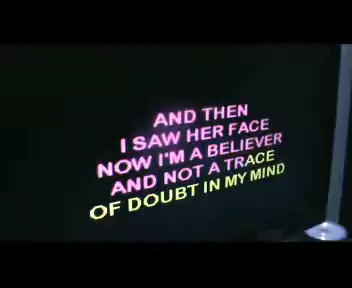 AND THEN
I SAW HER FACE
NOW I'M A BELIEVER
AND NOT A TRACE
OF DOUBT IN MY MIND